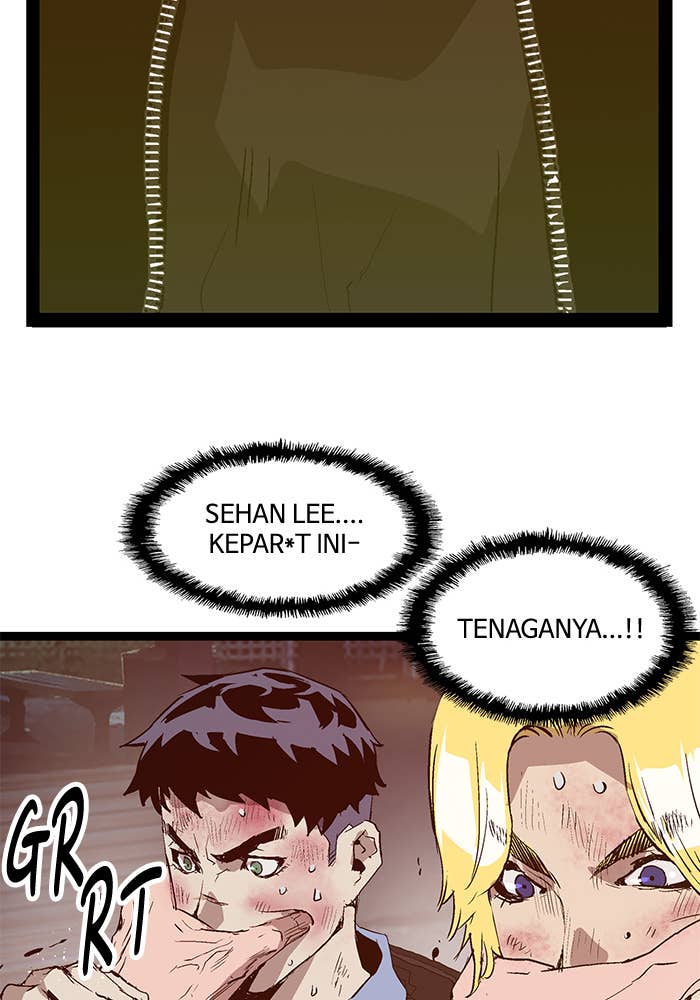 SEHAN LEE....
KEPAR*T INI-
TENAGANYA...!!
GR
RT